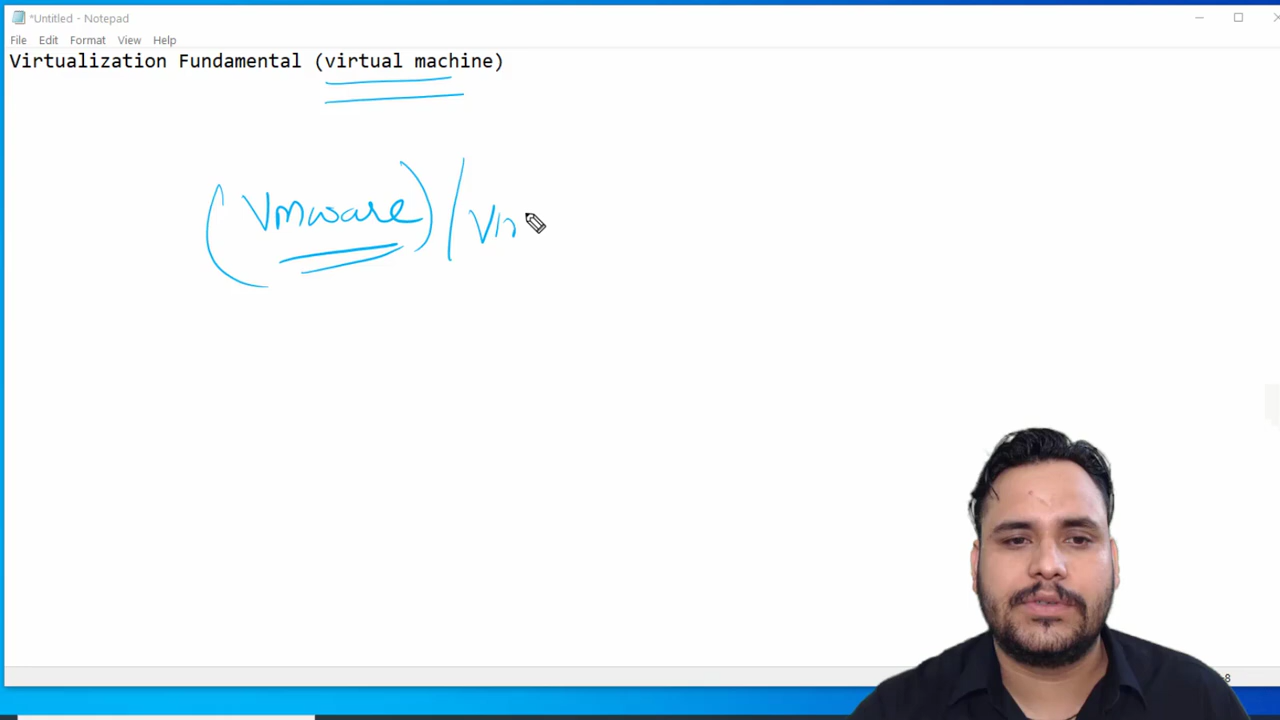 *Untitled - Notepad
File Edit Format View Help
Virtualization Fundamental (virtual machine)
(Vmware) /